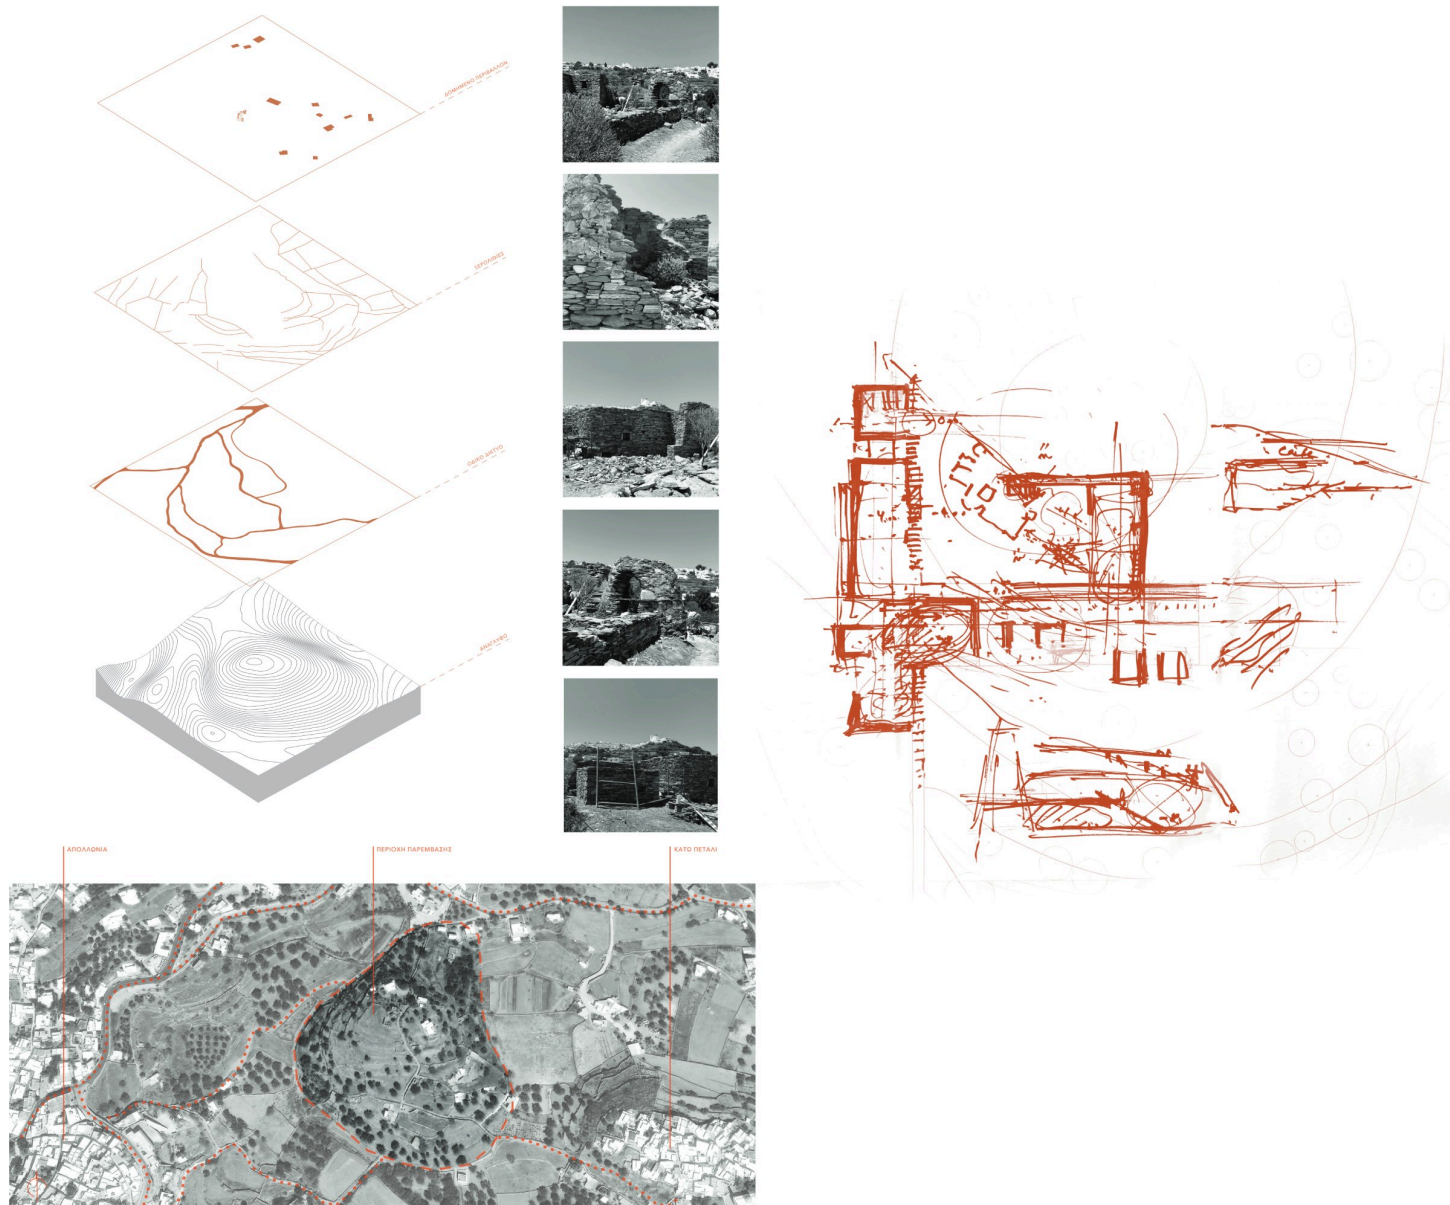 ΔΟΜΗΜΕΝΟ ΠΕΡΙΒΑΛΛΟΝ
ΞΕΡΟΛΙΘΙΕΣ
ΟΔΙΚΟ ΔΙΚΤΥΟ
ΑΝΑΓΛΥΦΟ
ΑΠΟΛΛΩΝΙΑ
ΠΕΡΙΟΧΗ ΠΑΡΕΜΒΑΣΗΣ
ΚΑΤΩ ΠΕΤΑΛΙ